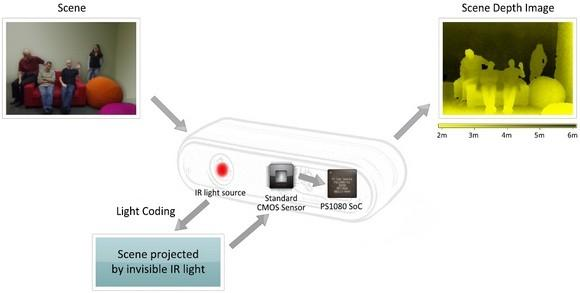 Scene
Scene Depth Image
2m 3m 4m 5m 6m
IR light source
Standard
CMOS Sensor
PS1080 SoC
Light Coding
Scene projected
by invisible IR light